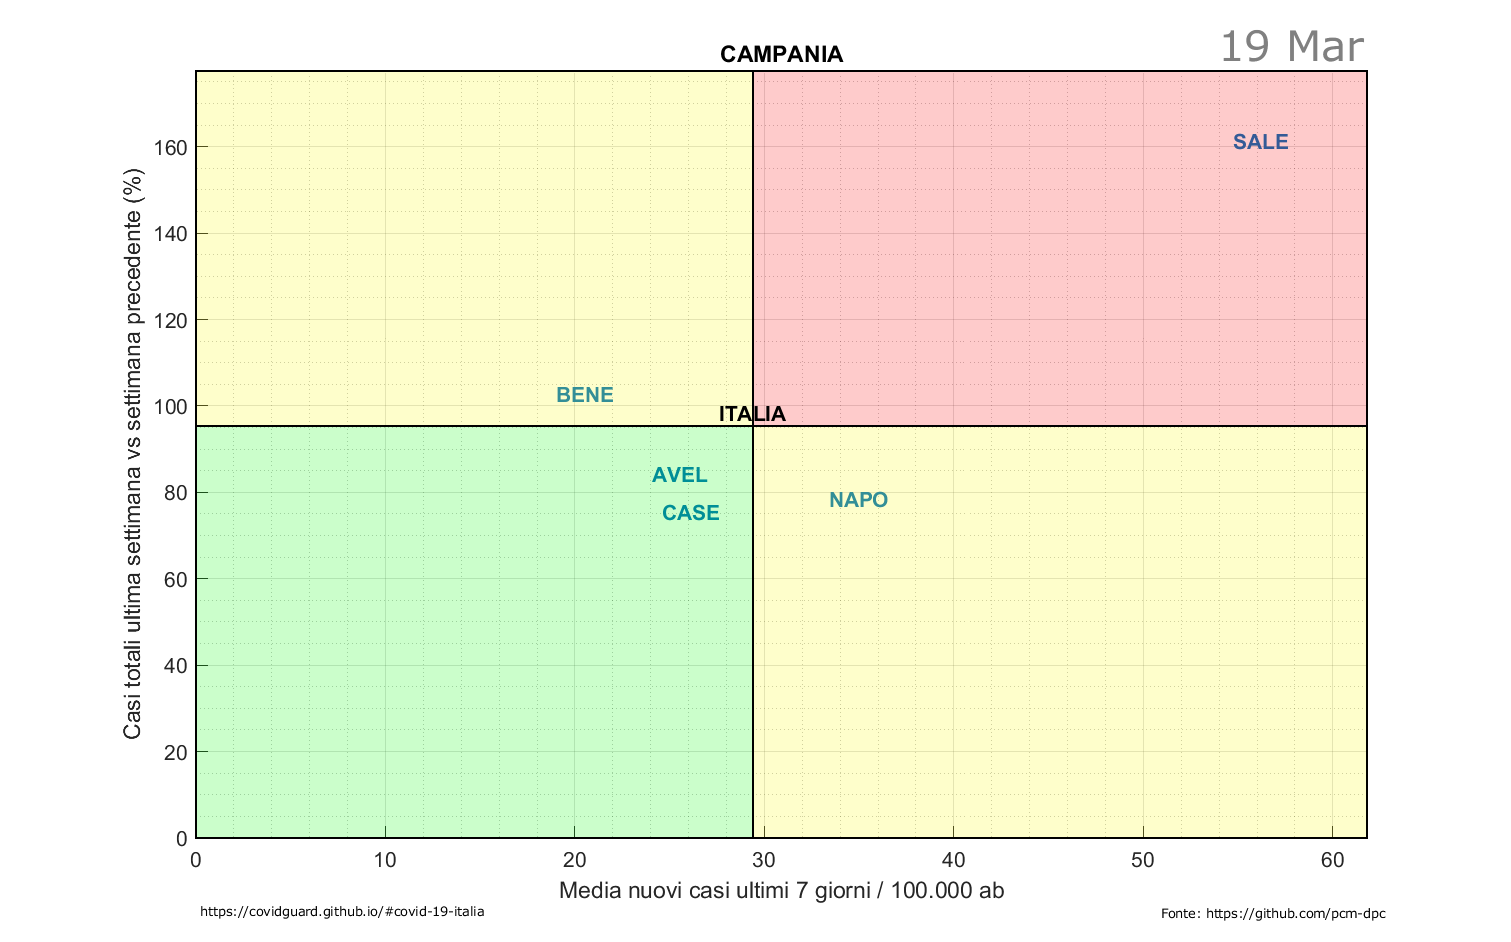 19 Mar
CAMPANIA
Casi totali ultima settimana vs settimana precedente (%)
160
140
120
100
80
60
40
20
0
SALE
BENE
ITALIA
AVEL
NAPO
CASE
0 10 20 30 40 50 60
Media nuovi casi ultimi 7 giorni / 100.000 ab
https://covidguard.github.io/#covid-19-italia
Fonte: https://github.com/pcm-dpc